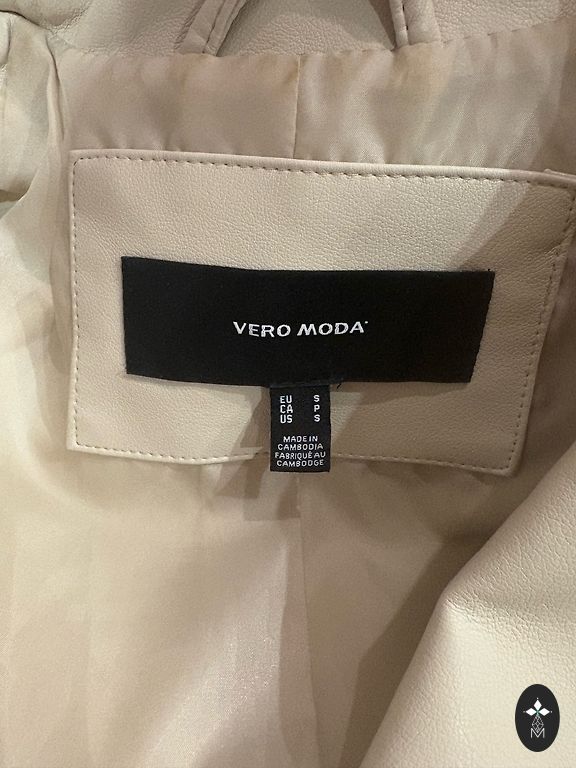 VERO MODA
EU S
CA P
US S
MADE IN
CAMBODIA
FABRIQUÉ AU
CAMBODGE
M